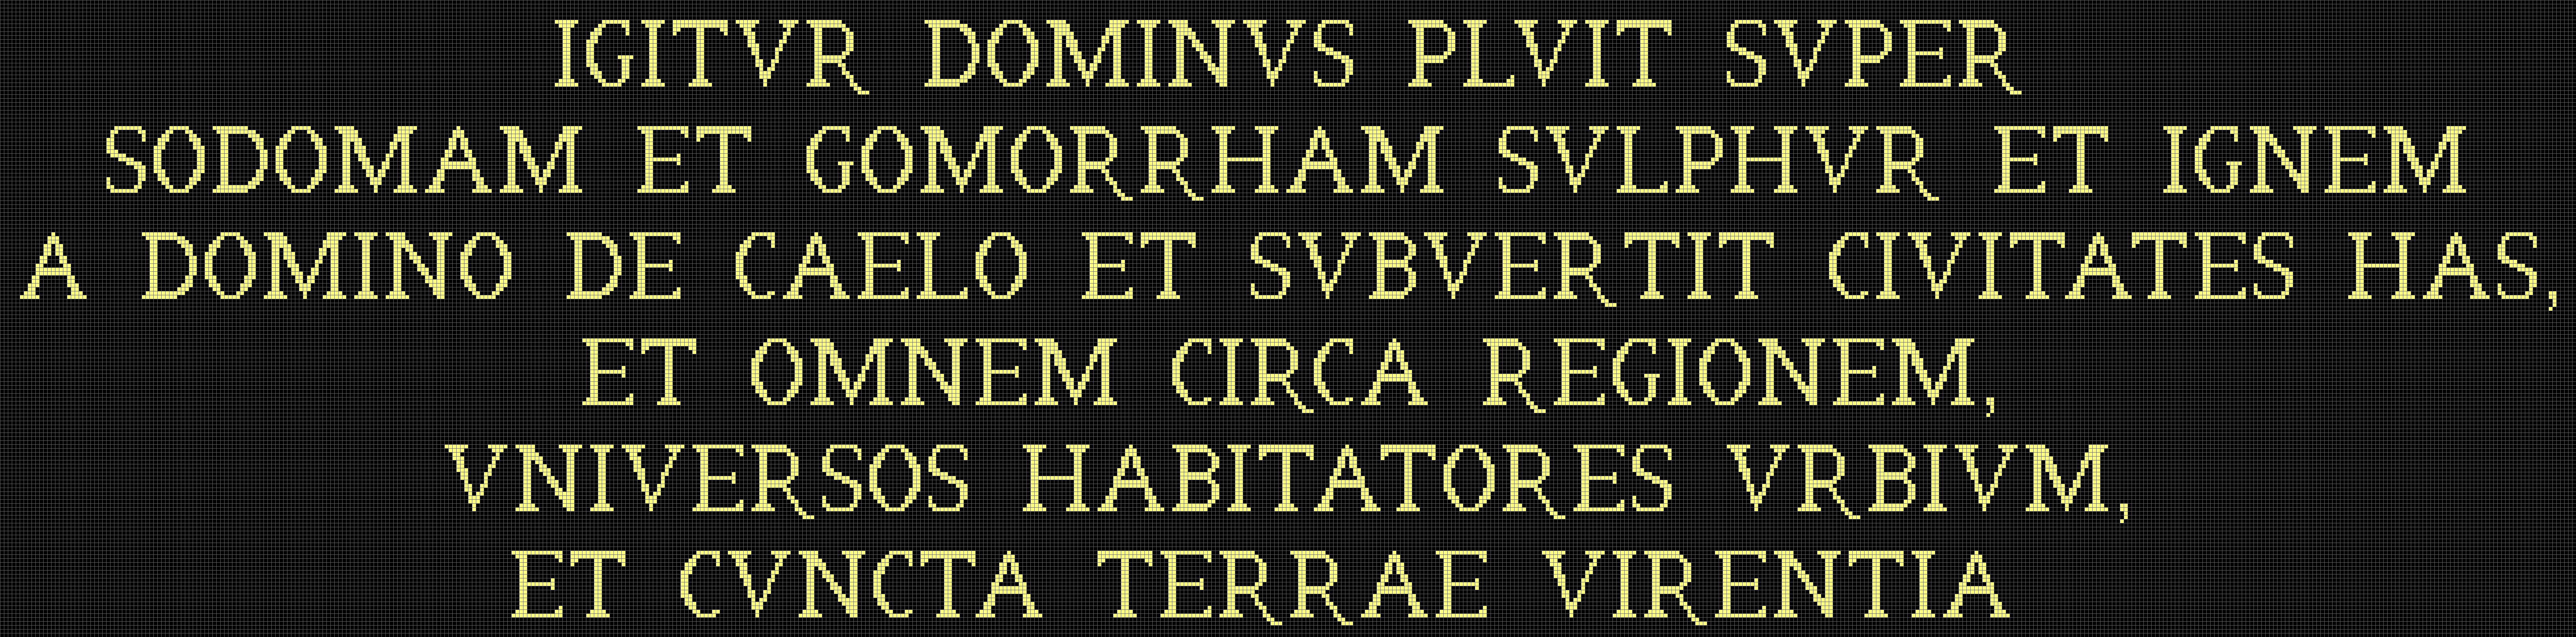 IGITVR DOMINVS PLVIT SVPER
SODOMAM ET GOMORRHAM SVLPHVR ET IGNEM
A DOMINO DE CAELO ET SVBVERTIT CIVITATES HAS,
ET OMNEM CIRCA REGIONEM,
VNIVERSOS HABITATORES VRBIVM,
ET CVNCTA TERRAE VIRENTIA